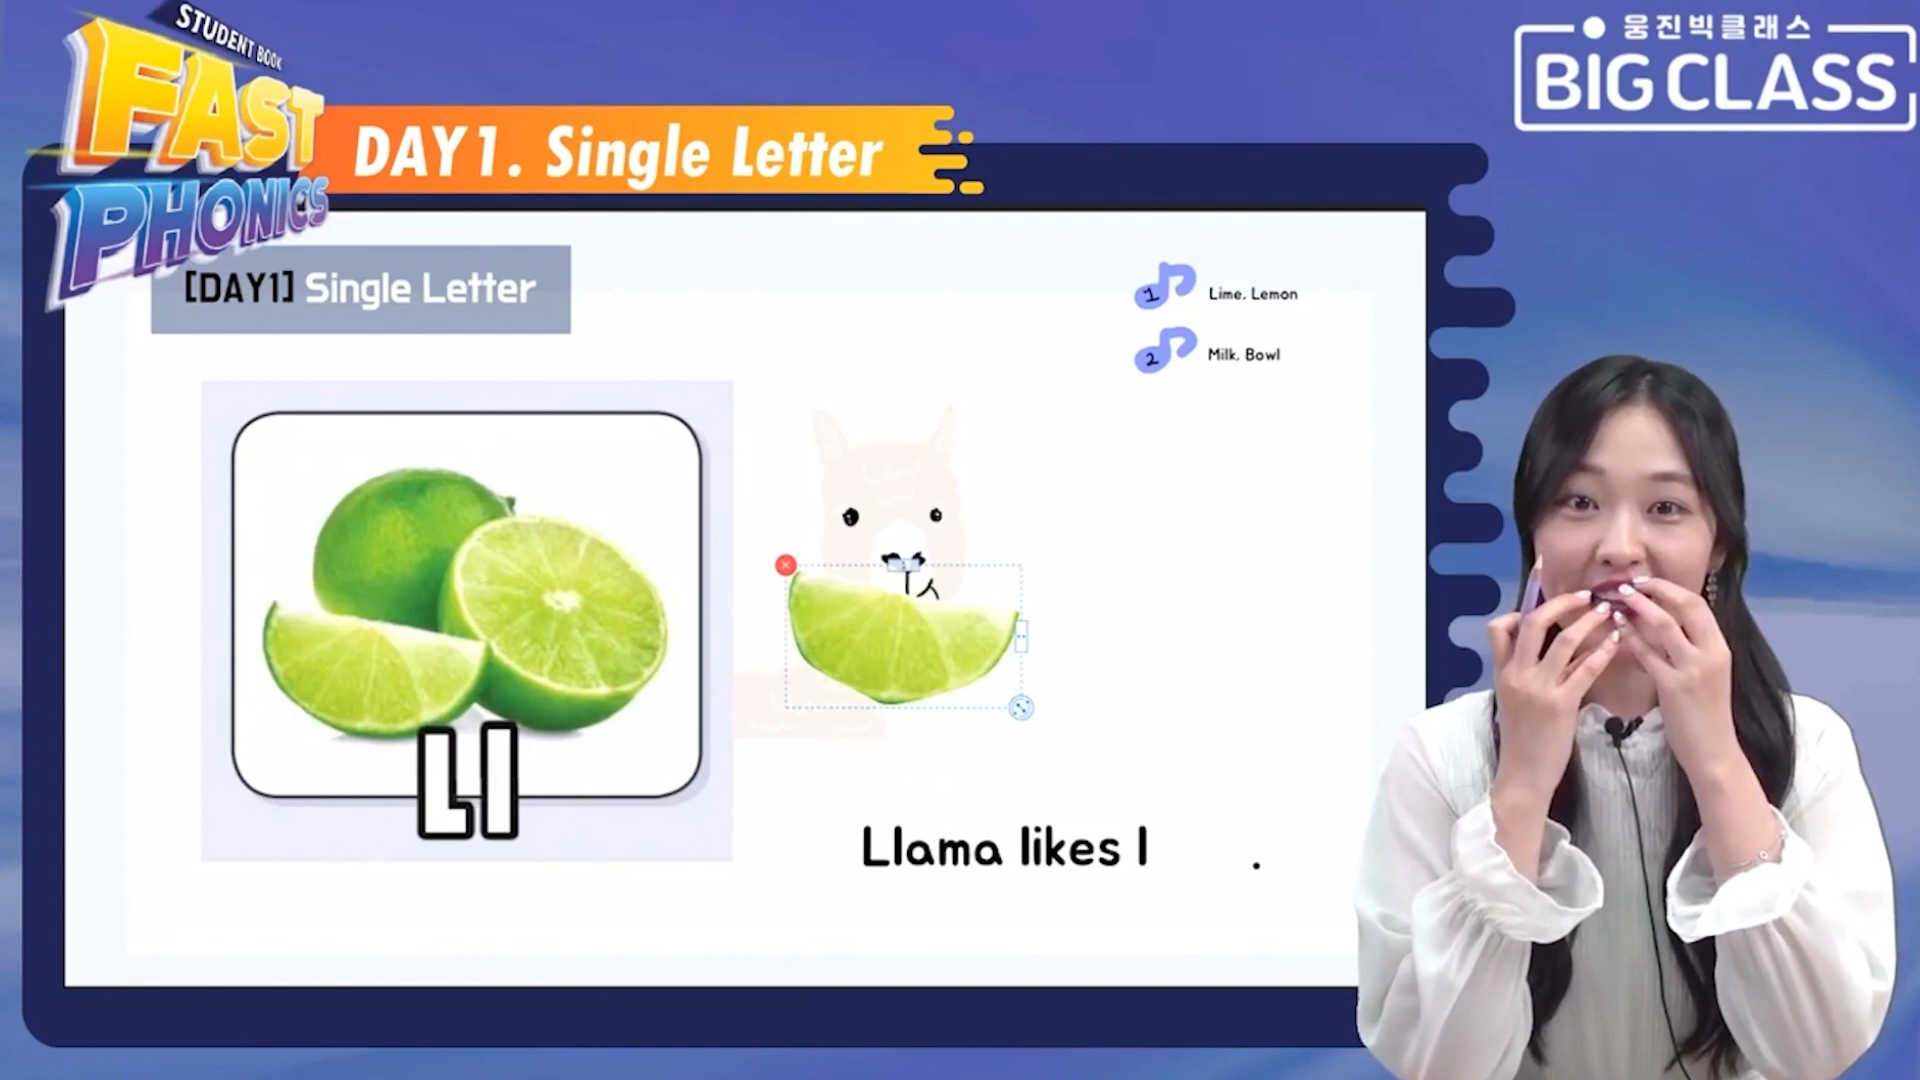 STUDENT BOOK
FAST
PHONICS
DAY1. Single Letter
웅진빅클래스
BIG CLASS
[DAY1] Single Letter
1 Lime, Lemon
2 Milk, Bowl
Ll
Llama likes l .